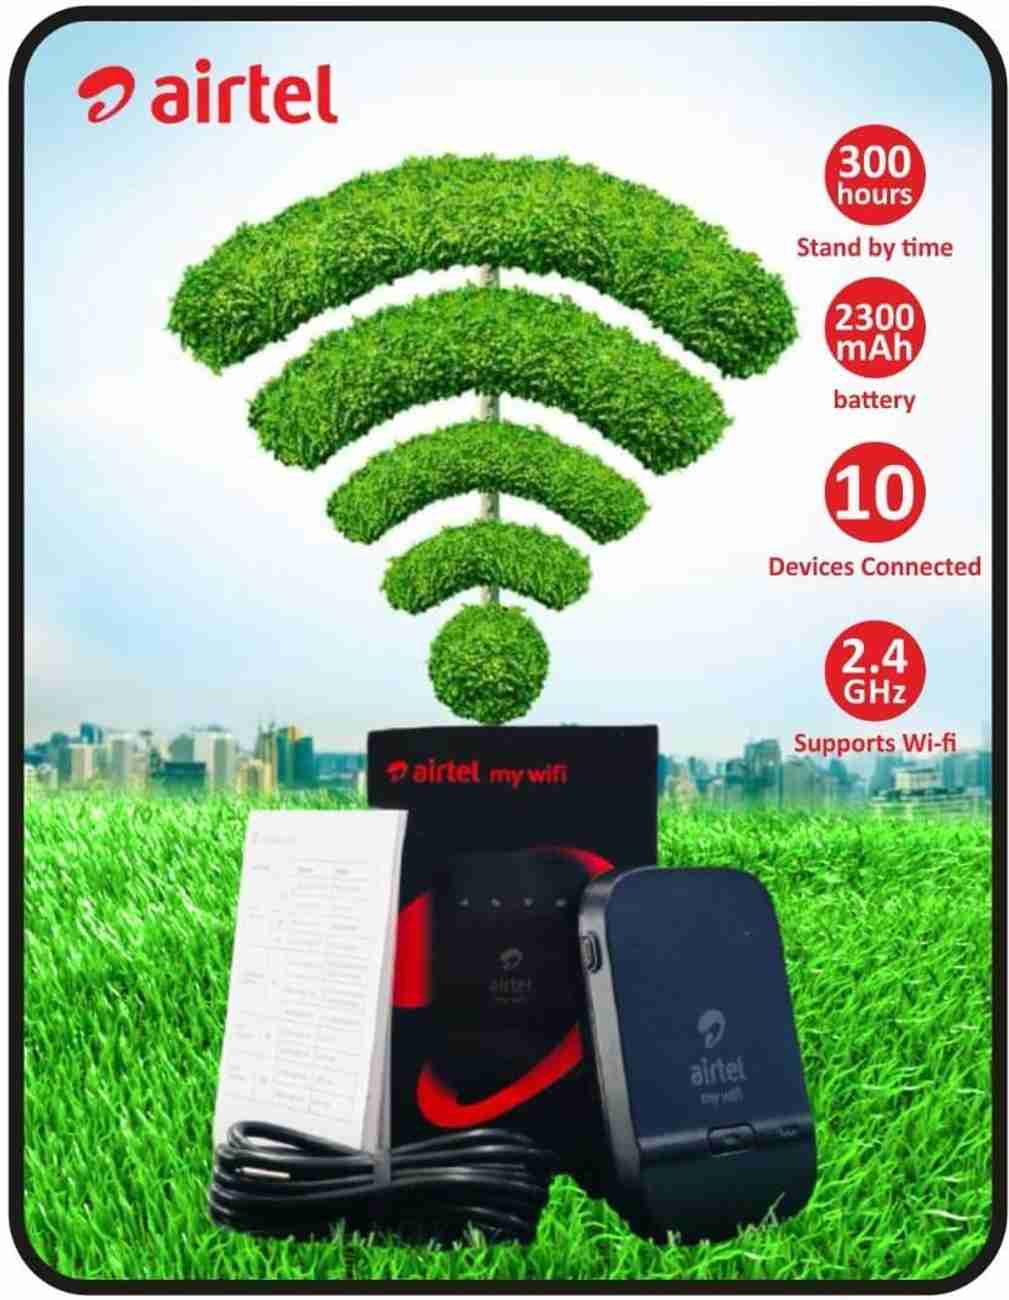 airtel
300
hours
Stand by time
2300
mAh
battery
10
Devices Connected
2.4
GHz
Supports Wi-fi
airtel my wifi
airtel
my wifi
airtel
my wifi